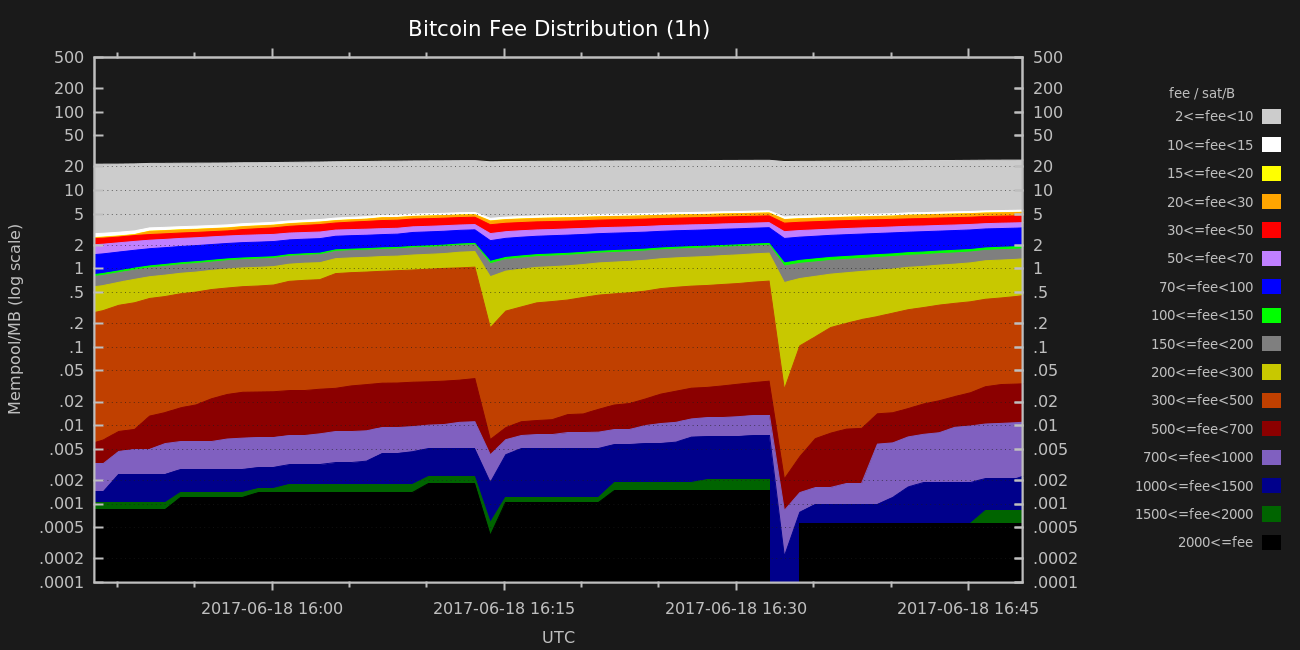 Bitcoin Fee Distribution (1h)
Mempool/MB (log scale)
500
200
100
50
20
10
5
2
1
.5
.2
.1
.05
.02
.01
.005
.002
.001
.0005
.0002
.0001
500
200
100
50
20
10
5
2
1
.5
.2
.1
.05
.02
.01
.005
.002
.001
.0005
.0002
.0001
2017-06-18 16:00
2017-06-18 16:15
2017-06-18 16:30
2017-06-18 16:45
UTC
fee / sat/B
2<=fee<10
10<=fee<15
15<=fee<20
20<=fee<30
30<=fee<50
50<=fee<70
70<=fee<100
100<=fee<150
150<=fee<200
200<=fee<300
300<=fee<500
500<=fee<700
700<=fee<1000
1000<=fee<1500
1500<=fee<2000
2000<=fee